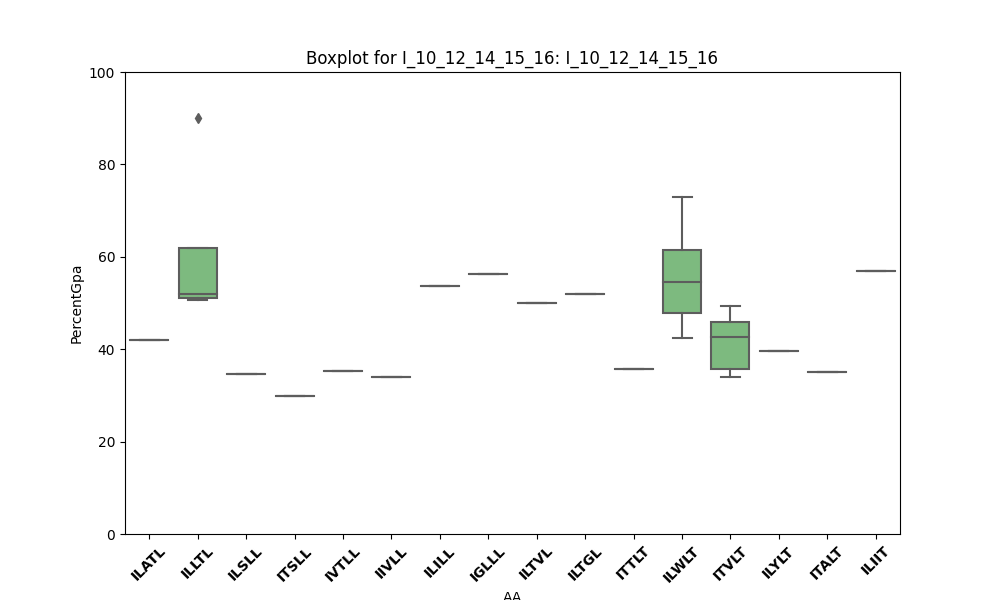 Boxplot for I_10_12_14_15_16: I_10_12_14_15_16
100
80
60
40
20
0
PercentGpa
ILATL ILLTL ILSLL ITSLL IVTLL IIVLL ILILL IGLLL ILTVL ILTGL ITTLT ILWLT ITVLT ILYLT ITALT ILIIT
AA